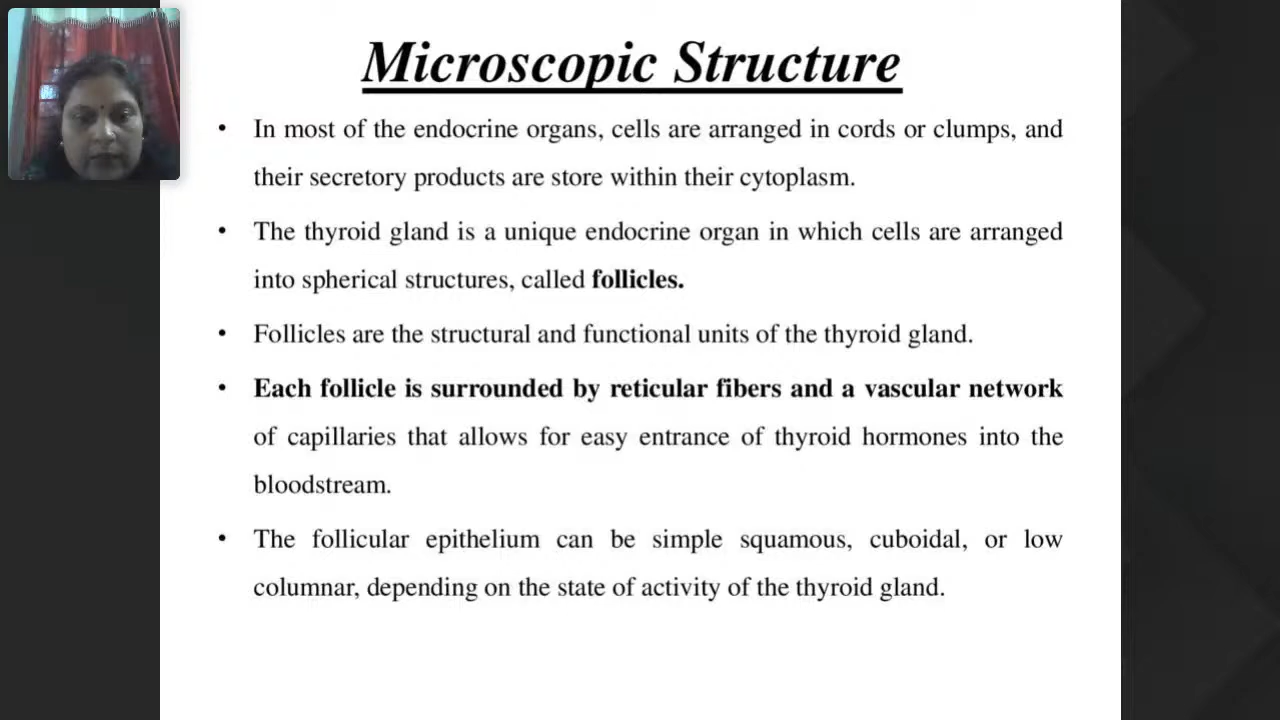 Microscopic Structure
• In most of the endocrine organs, cells are arranged in cords or clumps, and
their secretory products are store within their cytoplasm.
• The thyroid gland is a unique endocrine organ in which cells are arranged
into spherical structures, called follicles.
• Follicles are the structural and functional units of the thyroid gland.
• Each follicle is surrounded by reticular fibers and a vascular network
of capillaries that allows for easy entrance of thyroid hormones into the
bloodstream.
• The follicular epithelium can be simple squamous, cuboidal, or low
columnar, depending on the state of activity of the thyroid gland.